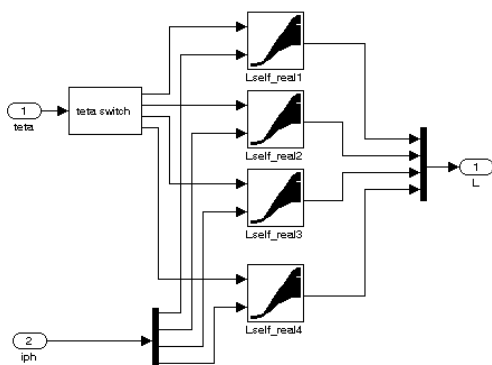 Lself_real1
1
teta
teta switch
Lself_real2
1
L
Lself_real3
Lself_real4
2
iph